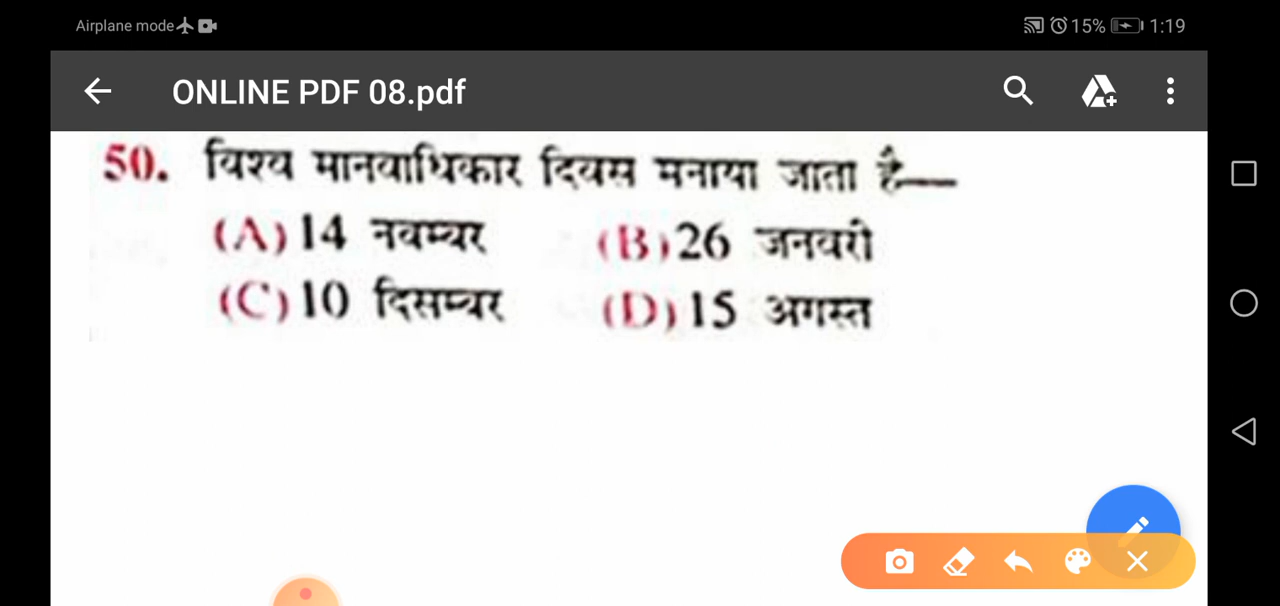 Airplane mode 15% 1:19
ONLINE PDF 08.pdf
50. विश्व मानवाधिकार दिवस मनाया जाता है—
(A) 14 नवम्बर (B) 26 जनवरी
(C) 10 दिसम्बर (D) 15 अगस्त